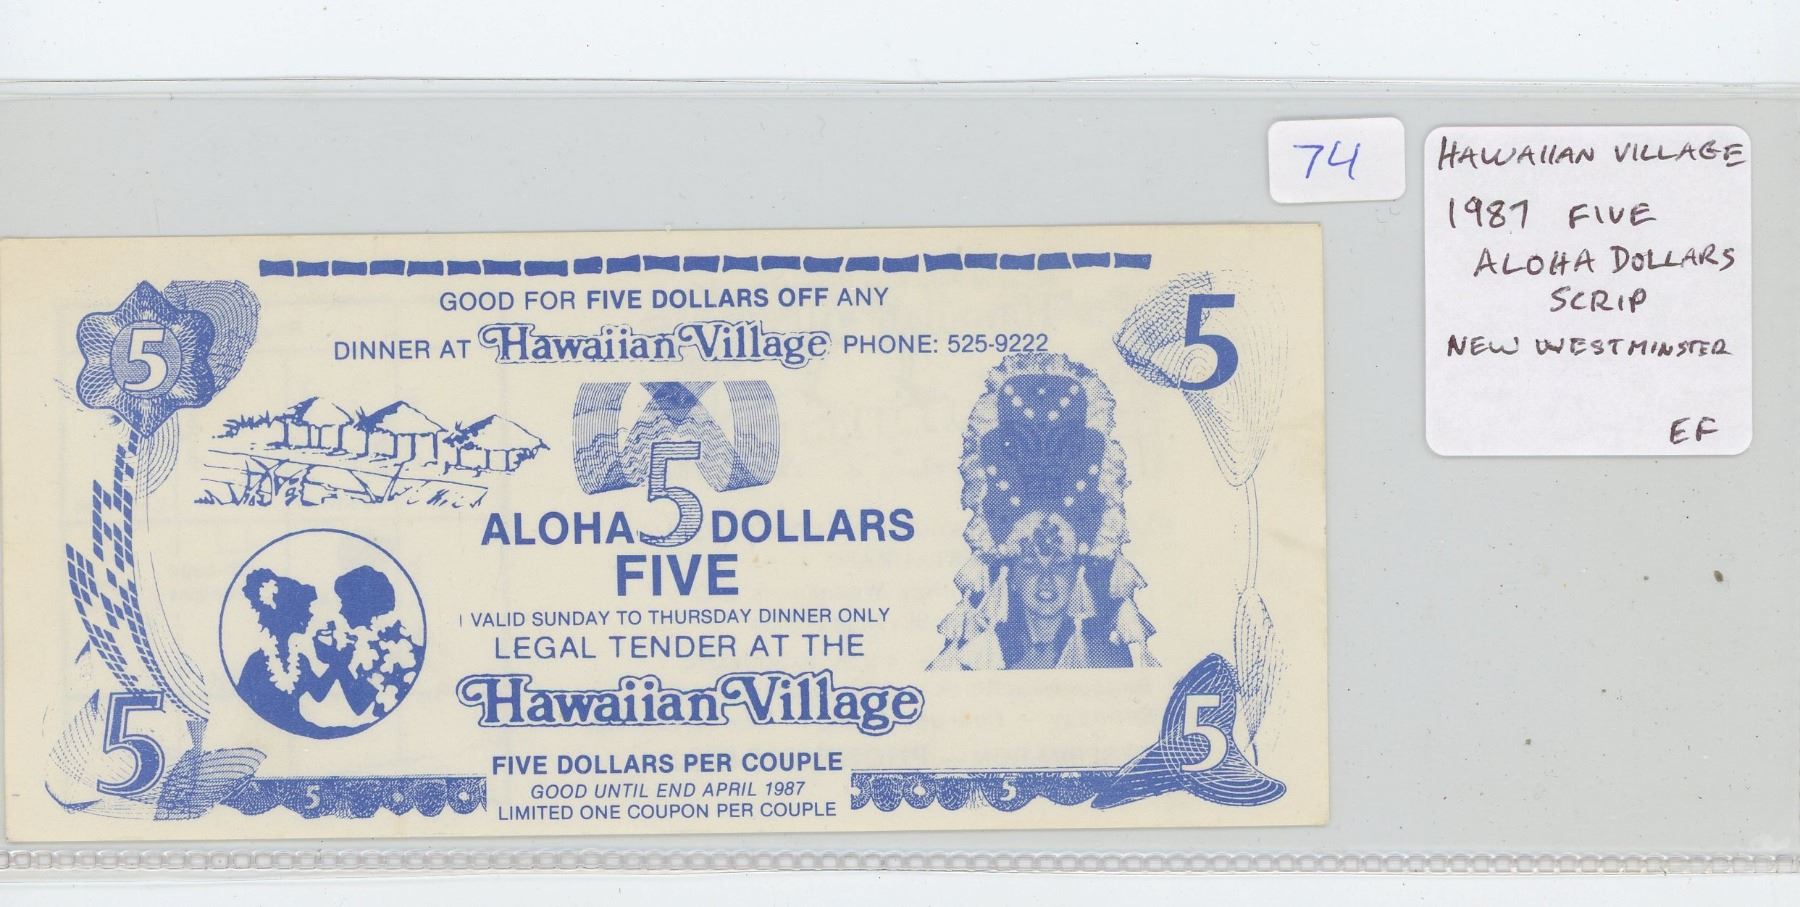 74
HAWAIIAN VILLAGE
1987 FIVE
ALOHA DOLLARS
SCRIP
NEW WESTMINSTER
EF
GOOD FOR FIVE DOLLARS OFF ANY
DINNER AT Hawaiian Village PHONE: 525-9222
5
5
5
ALOHA DOLLARS
FIVE
VALID SUNDAY TO THURSDAY DINNER ONLY
LEGAL TENDER AT THE
Hawaiian Village
5
5
FIVE DOLLARS PER COUPLE
GOOD UNTIL END APRIL 1987
LIMITED ONE COUPON PER COUPLE
5
5